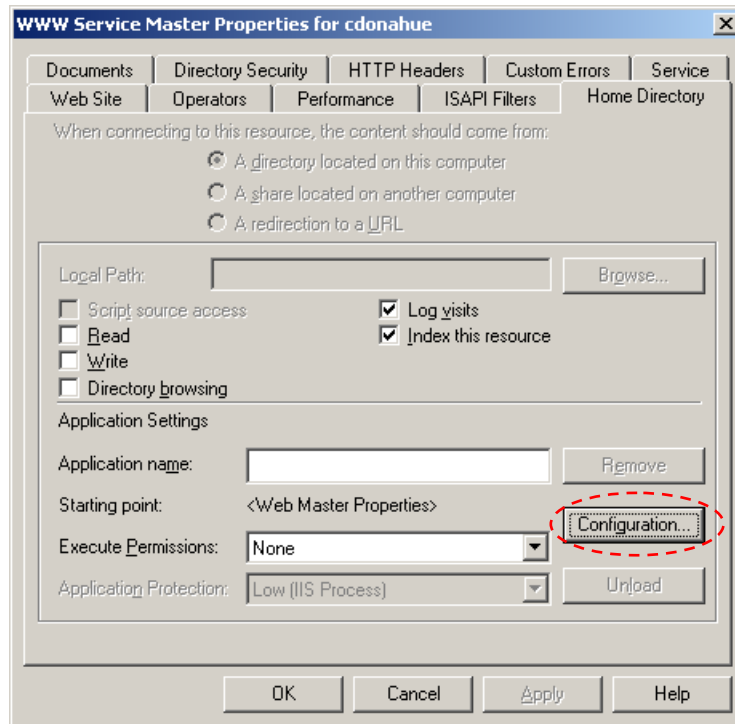 WWW Service Master Properties for cdonahue
Documents Directory Security HTTP Headers Custom Errors Service
Web Site Operators Performance ISAPI Filters Home Directory
When connecting to this resource, the content should come from:
A directory located on this computer
A share located on another computer
A redirection to a URL
Local Path: Browse...
Script source access Log visits
Read Index this resource
Write
Directory browsing
Application Settings
Application name: Remove
Starting point: <Web Master Properties> Configuration...
Execute Permissions: None
Application Protection: Low (IIS Process) Unload
OK Cancel Apply Help